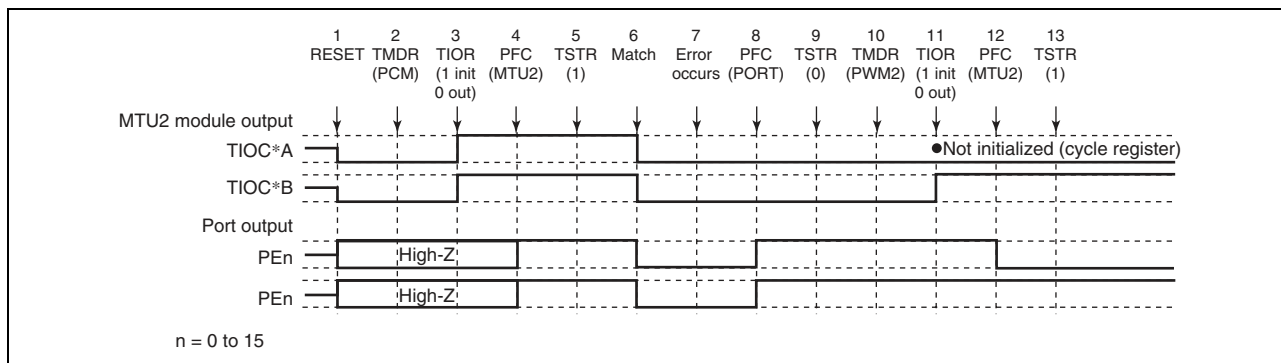 1 2 3 4 5 6 7 8 9 10 11 12 13
RESET TMDR TIOR PFC TSTR Match Error PFC TSTR TMDR TIOR PFC TSTR
(PCM) (1 init (MTU2) (1) occurs (PORT) (0) (PWM2) (1 init (MTU2) (1)
0 out) 0 out)
MTU2 module output
TIOC*A ●Not initialized (cycle register)
TIOC*B
Port output
PEn High-Z
PEn High-Z
n = 0 to 15